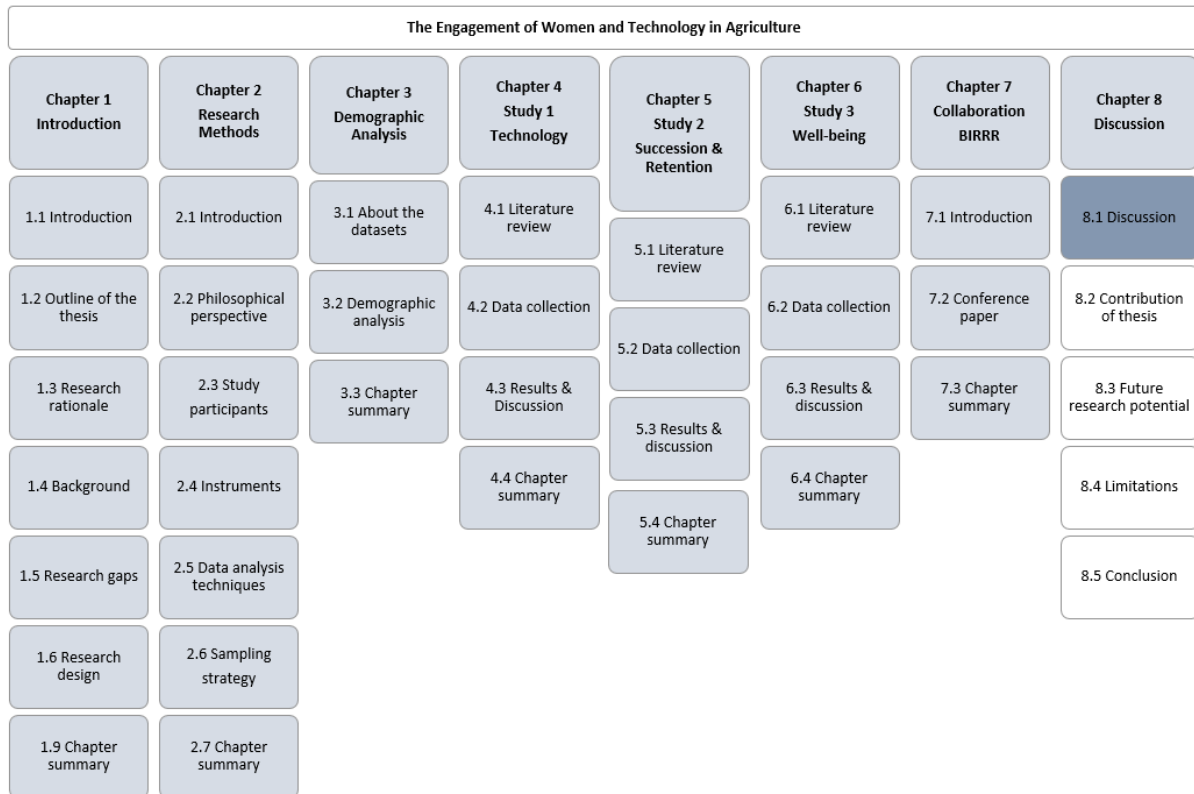 The Engagement of Women and Technology in Agriculture
Chapter 1
Introduction
1.1 Introduction
1.2 Outline of the
thesis
1.3 Research
rationale
1.4 Background
1.5 Research gaps
1.6 Research
design
1.9 Chapter
summary
Chapter 2
Research
Methods
2.1 Introduction
2.2 Philosophical
perspective
2.3 Study
participants
2.4 Instruments
2.5 Data analysis
techniques
2.6 Sampling
strategy
2.7 Chapter
summary
Chapter 3
Demographic
Analysis
3.1 About the
datasets
3.2 Demographic
analysis
3.3 Chapter
summary
Chapter 4
Study 1
Technology
4.1 Literature
review
4.2 Data collection
4.3 Results &
Discussion
4.4 Chapter
summary
Chapter 5
Study 2
Succession &
Retention
5.1 Literature
review
5.2 Data collection
5.3 Results &
discussion
5.4 Chapter
summary
Chapter 6
Study 3
Well-being
6.1 Literature
review
6.2 Data collection
6.3 Results &
discussion
6.4 Chapter
summary
Chapter 7
Collaboration
BIRRR
7.1 Introduction
7.2 Conference
paper
7.3 Chapter
summary
Chapter 8
Discussion
8.1 Discussion
8.2 Contribution
of thesis
8.3 Future
research potential
8.4 Limitations
8.5 Conclusion